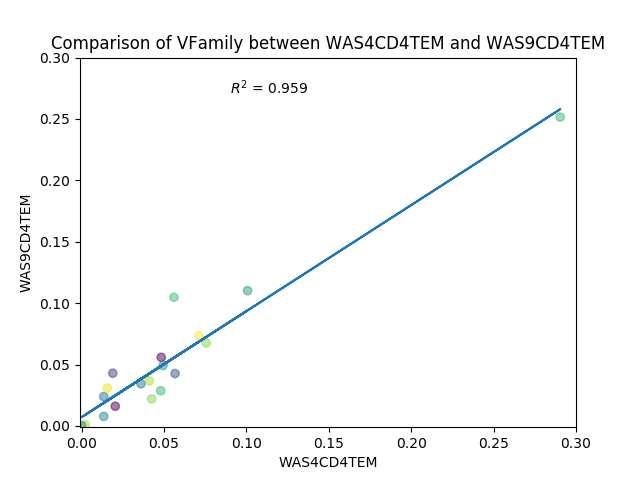 Comparison of VFamily between WAS4CD4TEM and WAS9CD4TEM
R² = 0.959
0.30
0.25
0.20
0.15
0.10
0.05
0.00
WAS9CD4TEM
0.00 0.05 0.10 0.15 0.20 0.25 0.30
WAS4CD4TEM